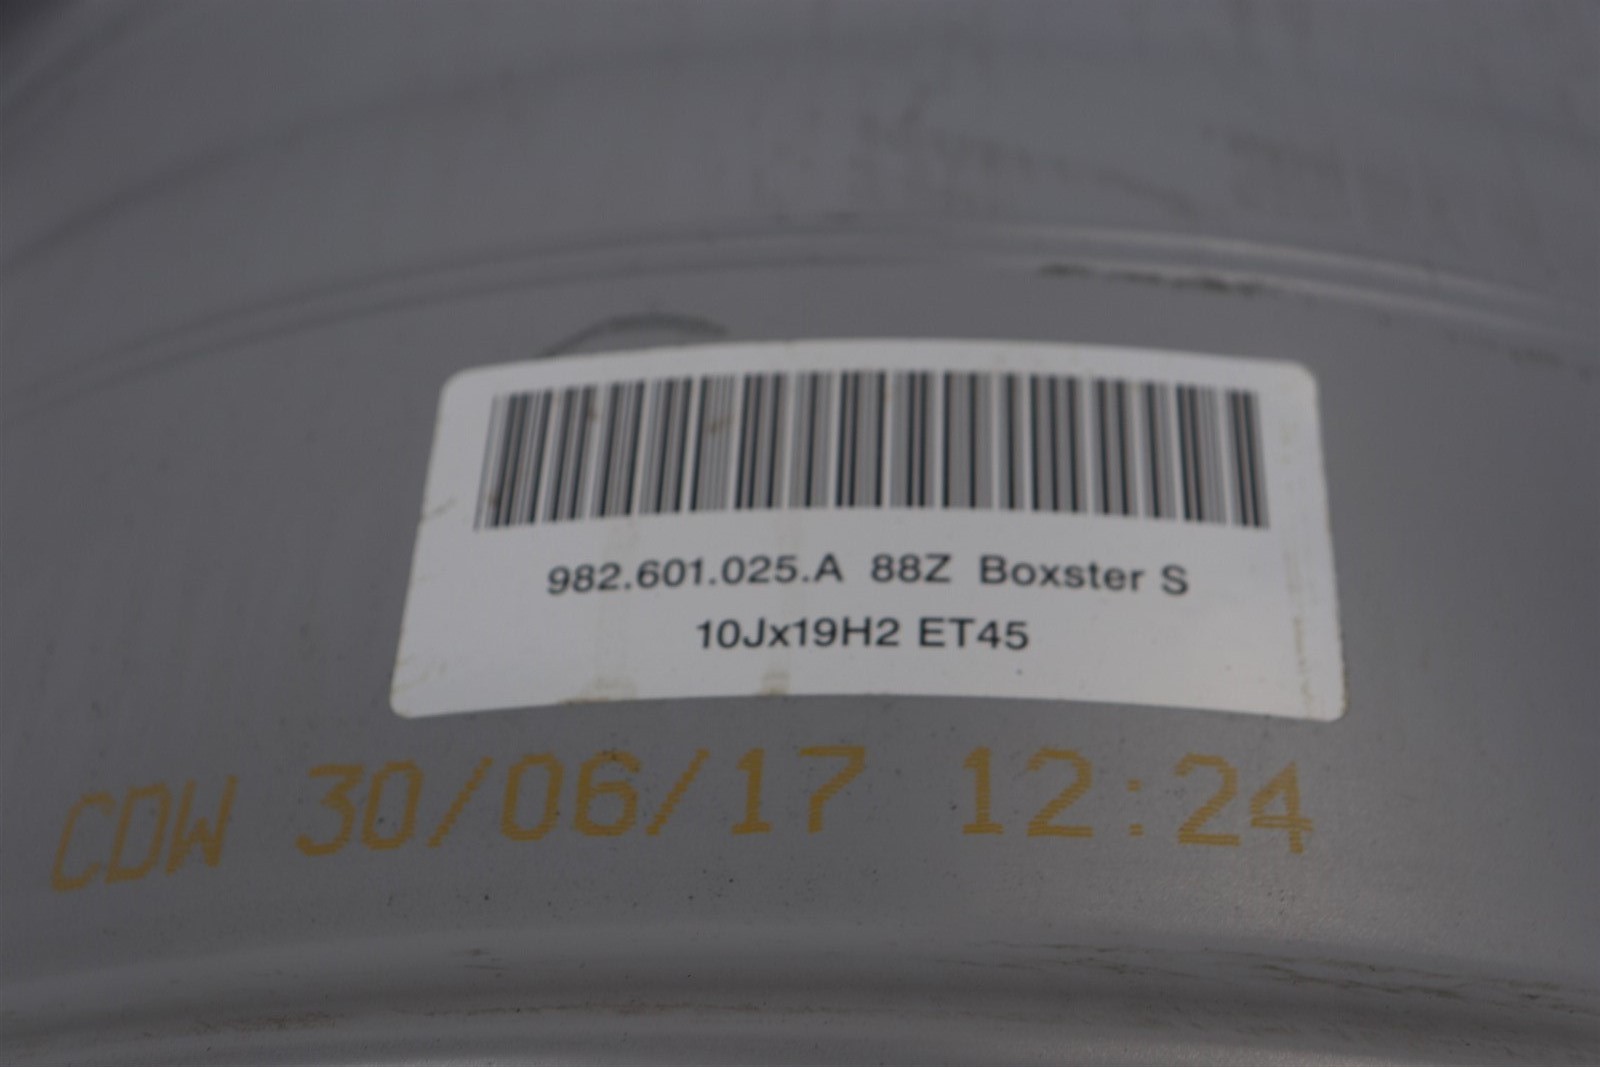 982.601.025.A 88Z Boxster S
10Jx19H2 ET45
CDW 30/06/17 12:24